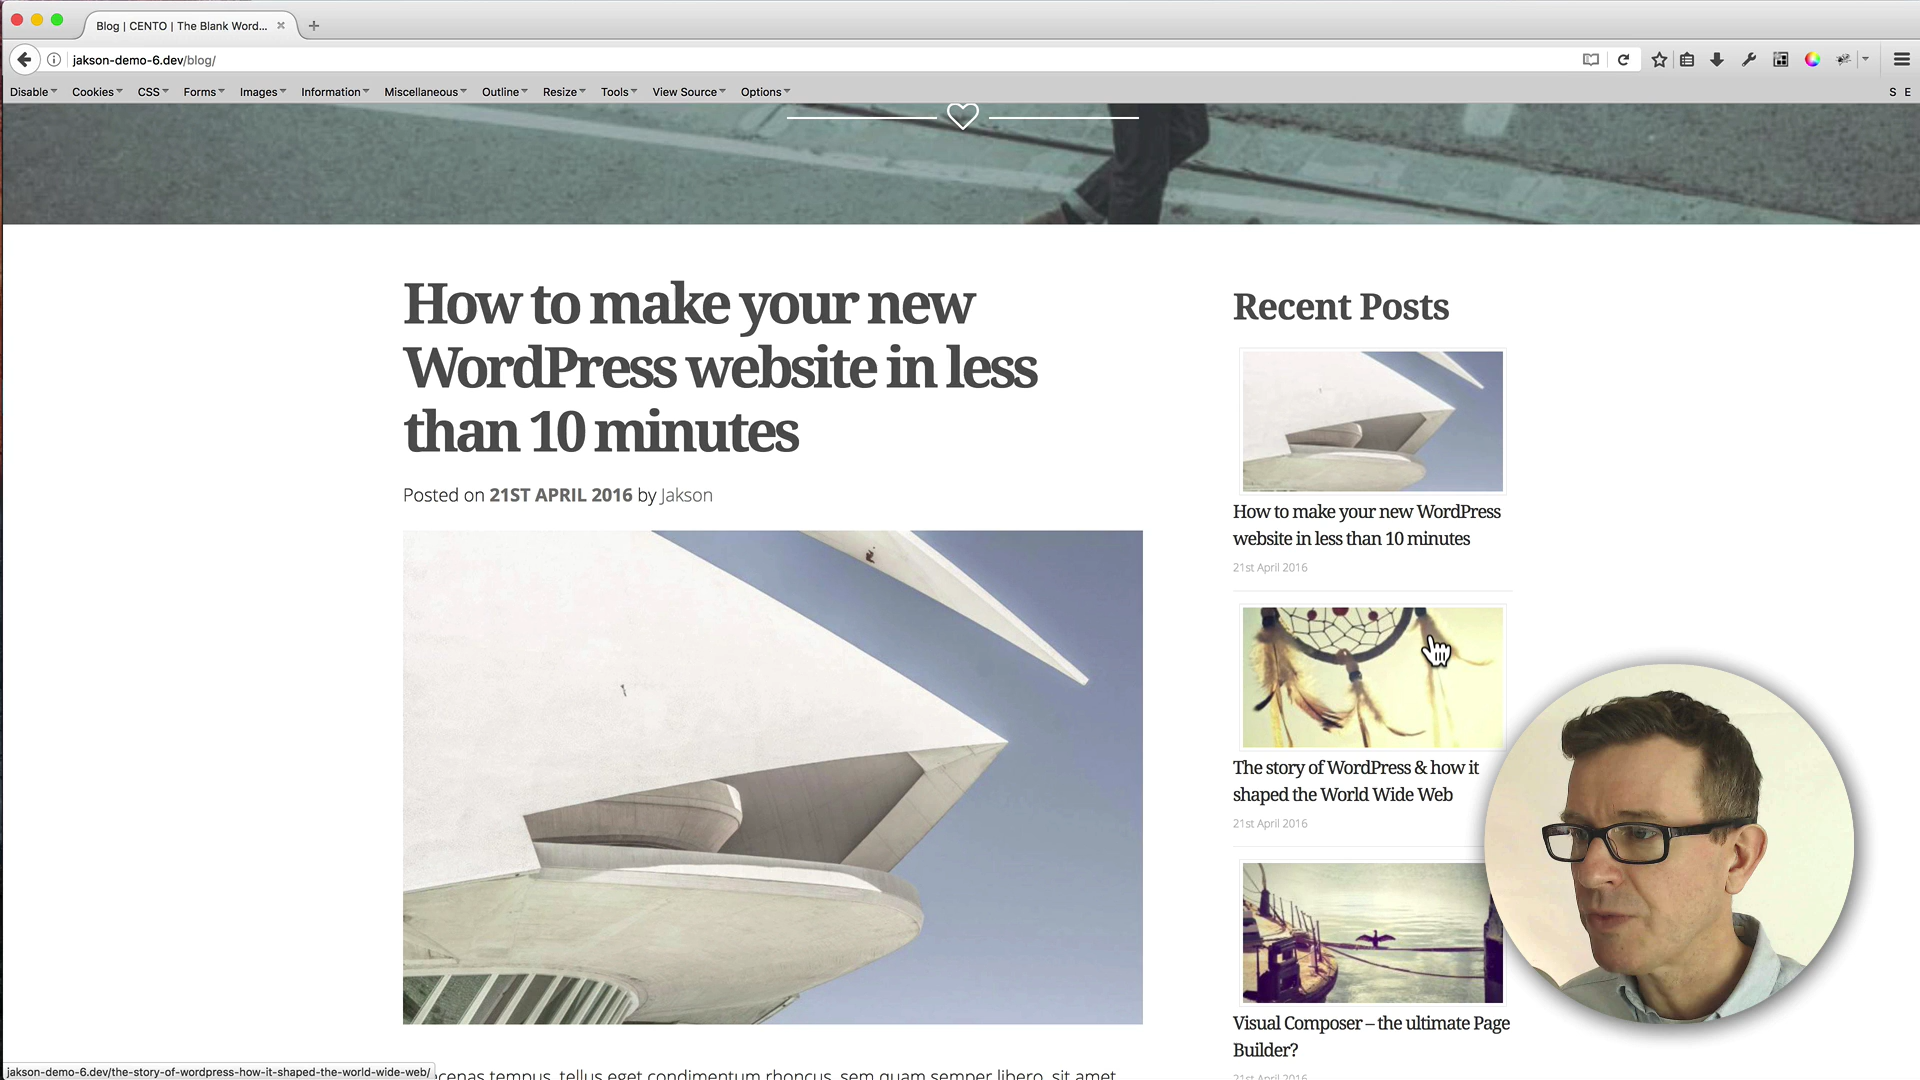 Blog | CENTO | The Blank Word...
jakson-demo-6.dev/blog/
Disable Cookies CSS Forms Images Information Miscellaneous Outline Resize Tools View Source Options S E
How to make your new
WordPress website in less
than 10 minutes
Posted on 21ST APRIL 2016 by Jakson
Recent Posts
How to make your new WordPress
website in less than 10 minutes
21st April 2016
The story of WordPress & how it
shaped the World Wide Web
21st April 2016
Visual Composer – the ultimate Page
Builder?
21st April 2016
jakson-demo-6.dev/the-story-of-wordpress-how-it-shaped-the-world-wide-web/
tempus, tellus eget condimentum rhoncus, sem quam semper libero, sit amet